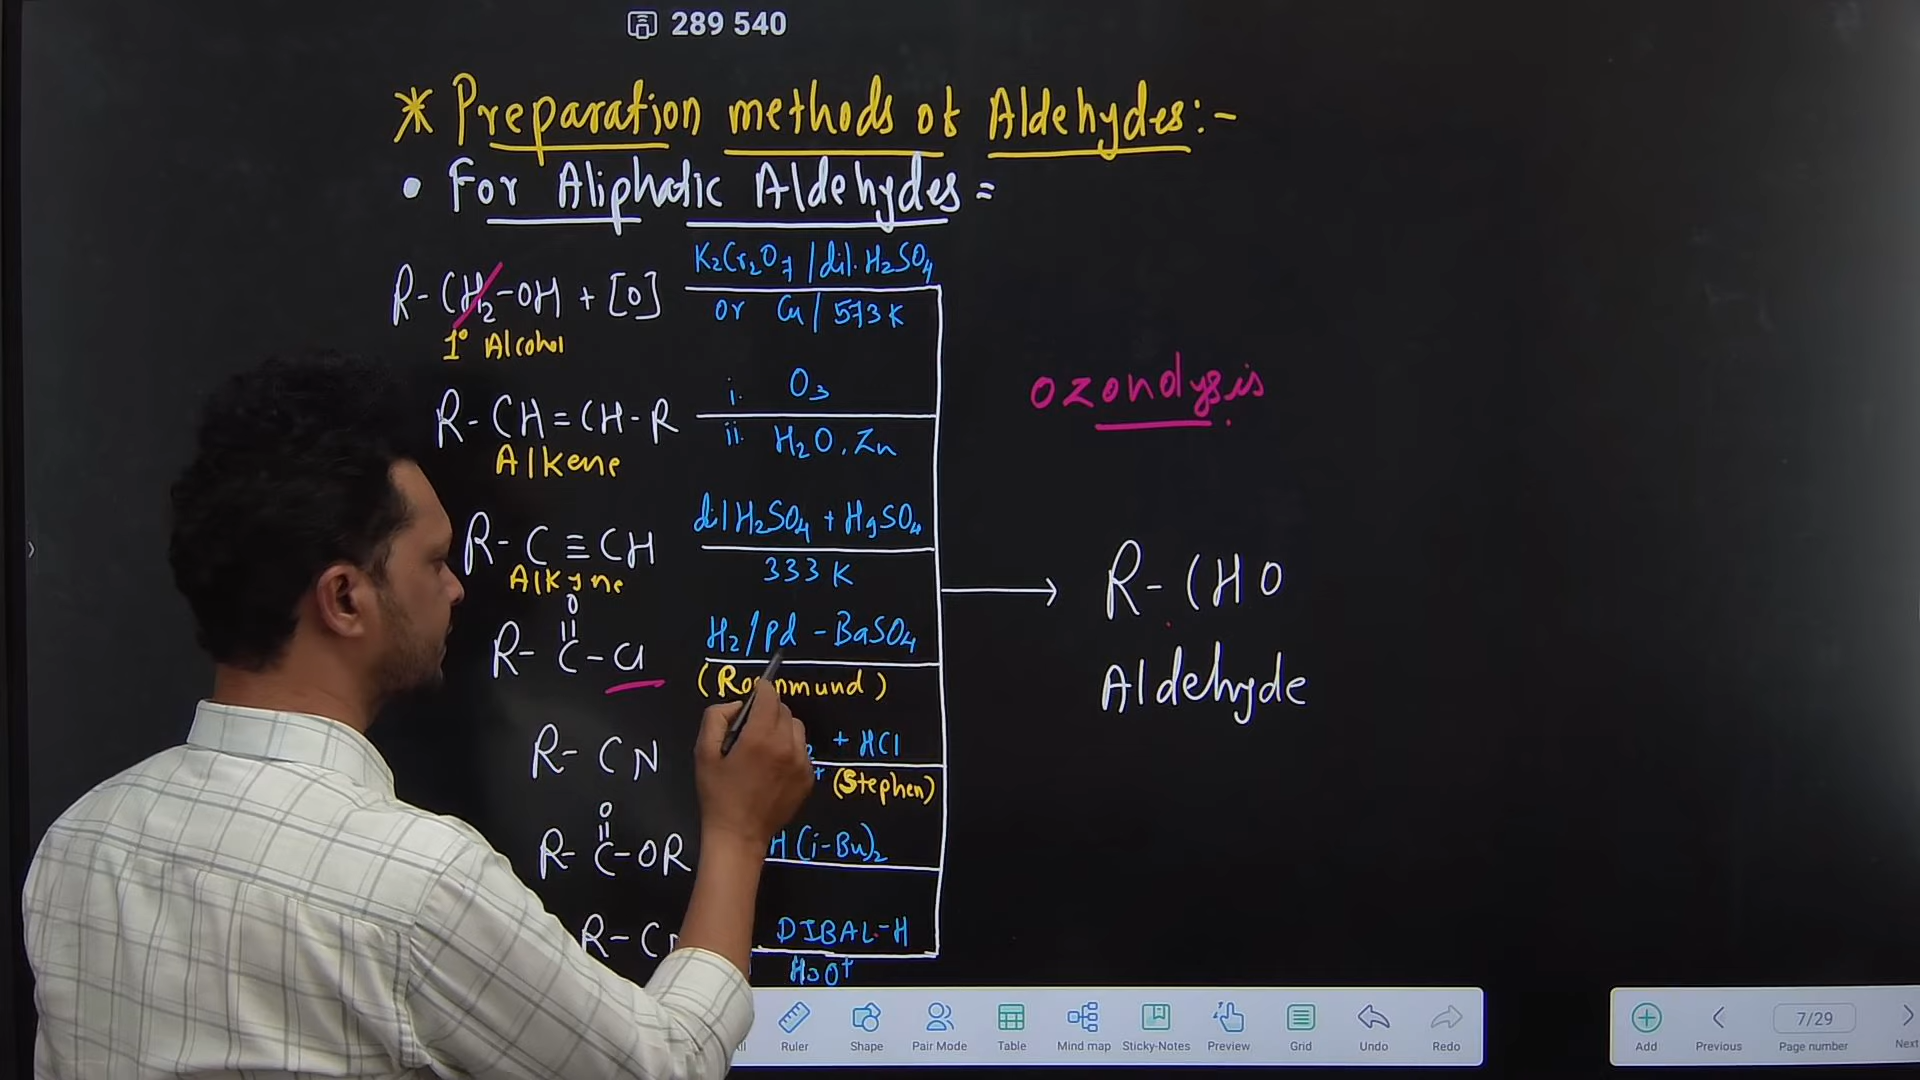 289 540
* Preparation methods of Aldehydes:-
• For Aliphatic Aldehydes =
R-CH2-OH + [O] K2Cr2O7/dil. H2SO4
or Cu/573K
1° Alcohol
R-CH=CH-R i. O3
ii. H2O, Zn
Alkene
ozonolysis
R-C≡CH dil H2SO4 + HgSO4
333 K
Alkyne
R-CHO
Aldehyde
O
R-C-Cl H2/Pd-BaSO4
R-CN + HCl
(Stephen)
O
R-C-OR H(i-Bu)2
R- DIBAL-H
H3O+
Ruler Shape Pair Mode Table Mind map Sticky-Notes Preview Grid Undo Redo
Add Previous 7/29 Page number Next